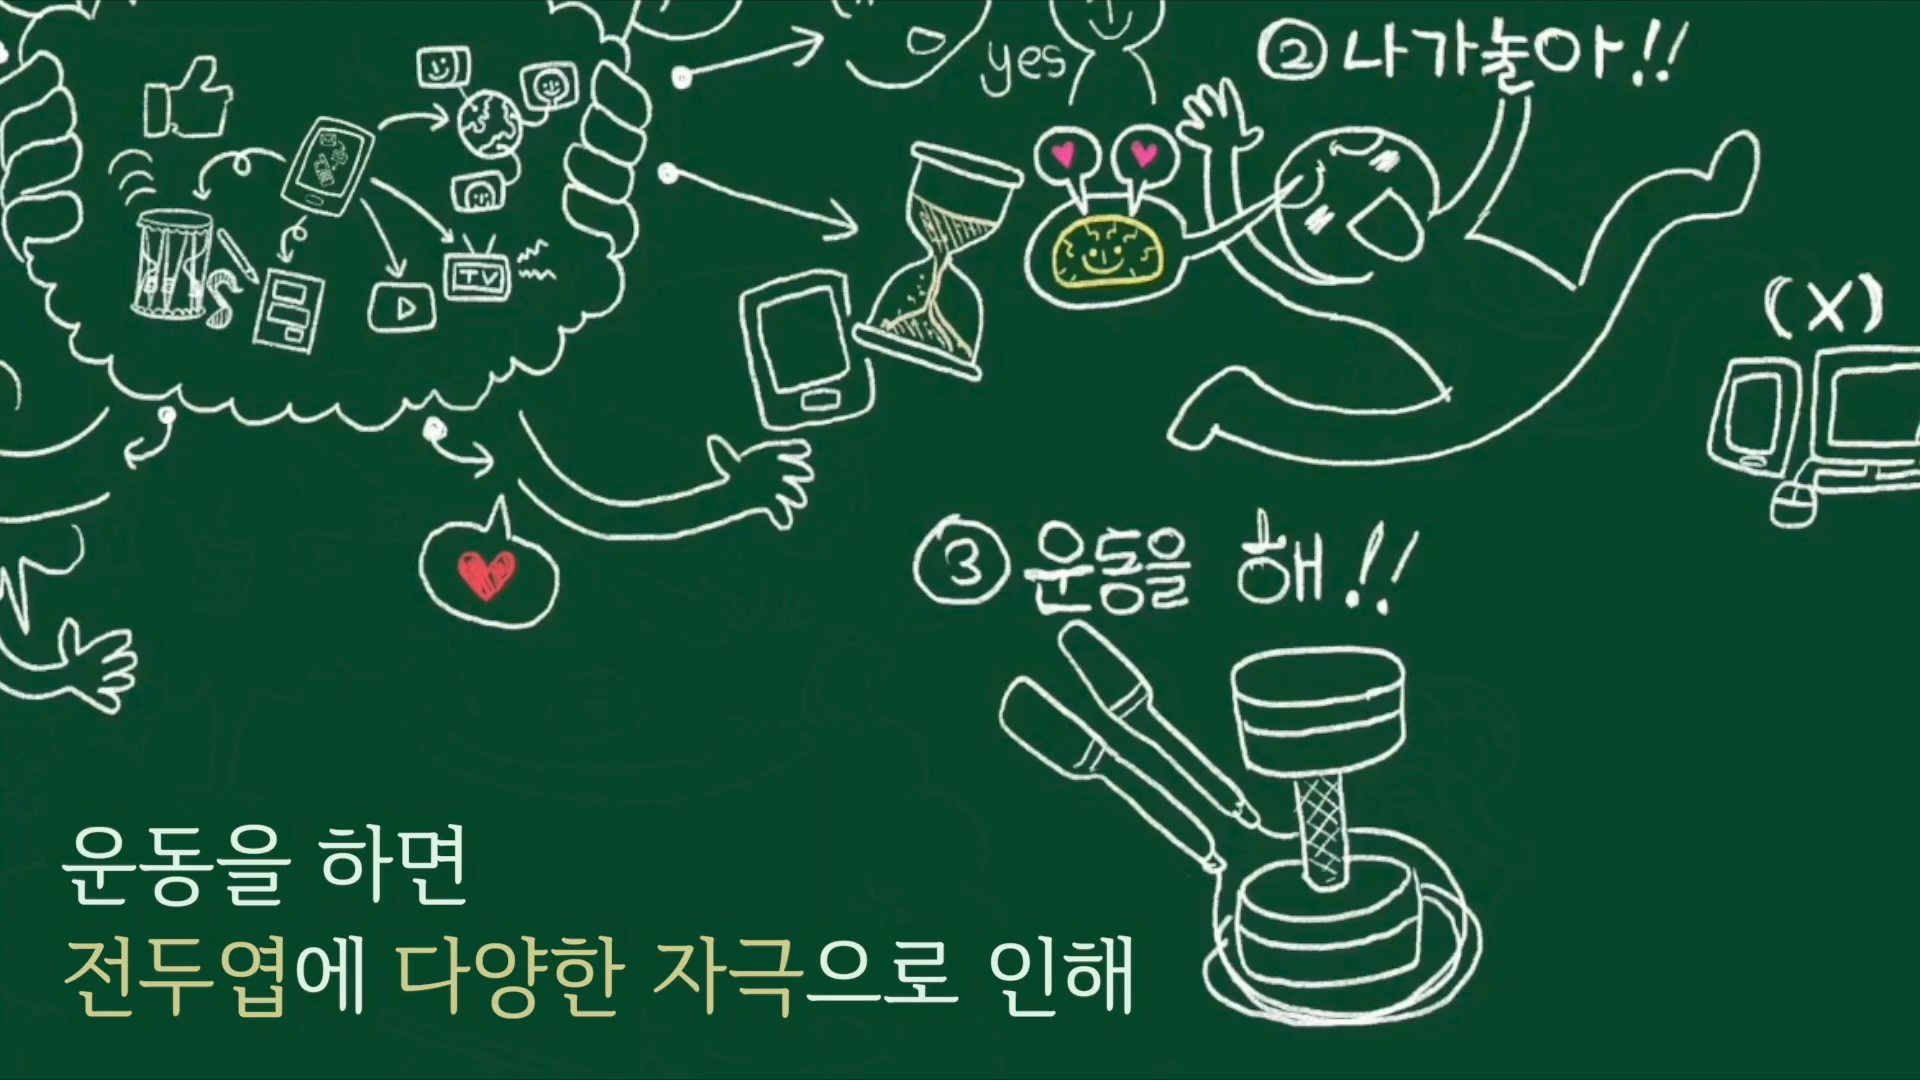 yes
② 나가놀아!!
TV
(X)
③ 운동을 해!!
운동을 하면
전두엽에 다양한 자극으로 인해